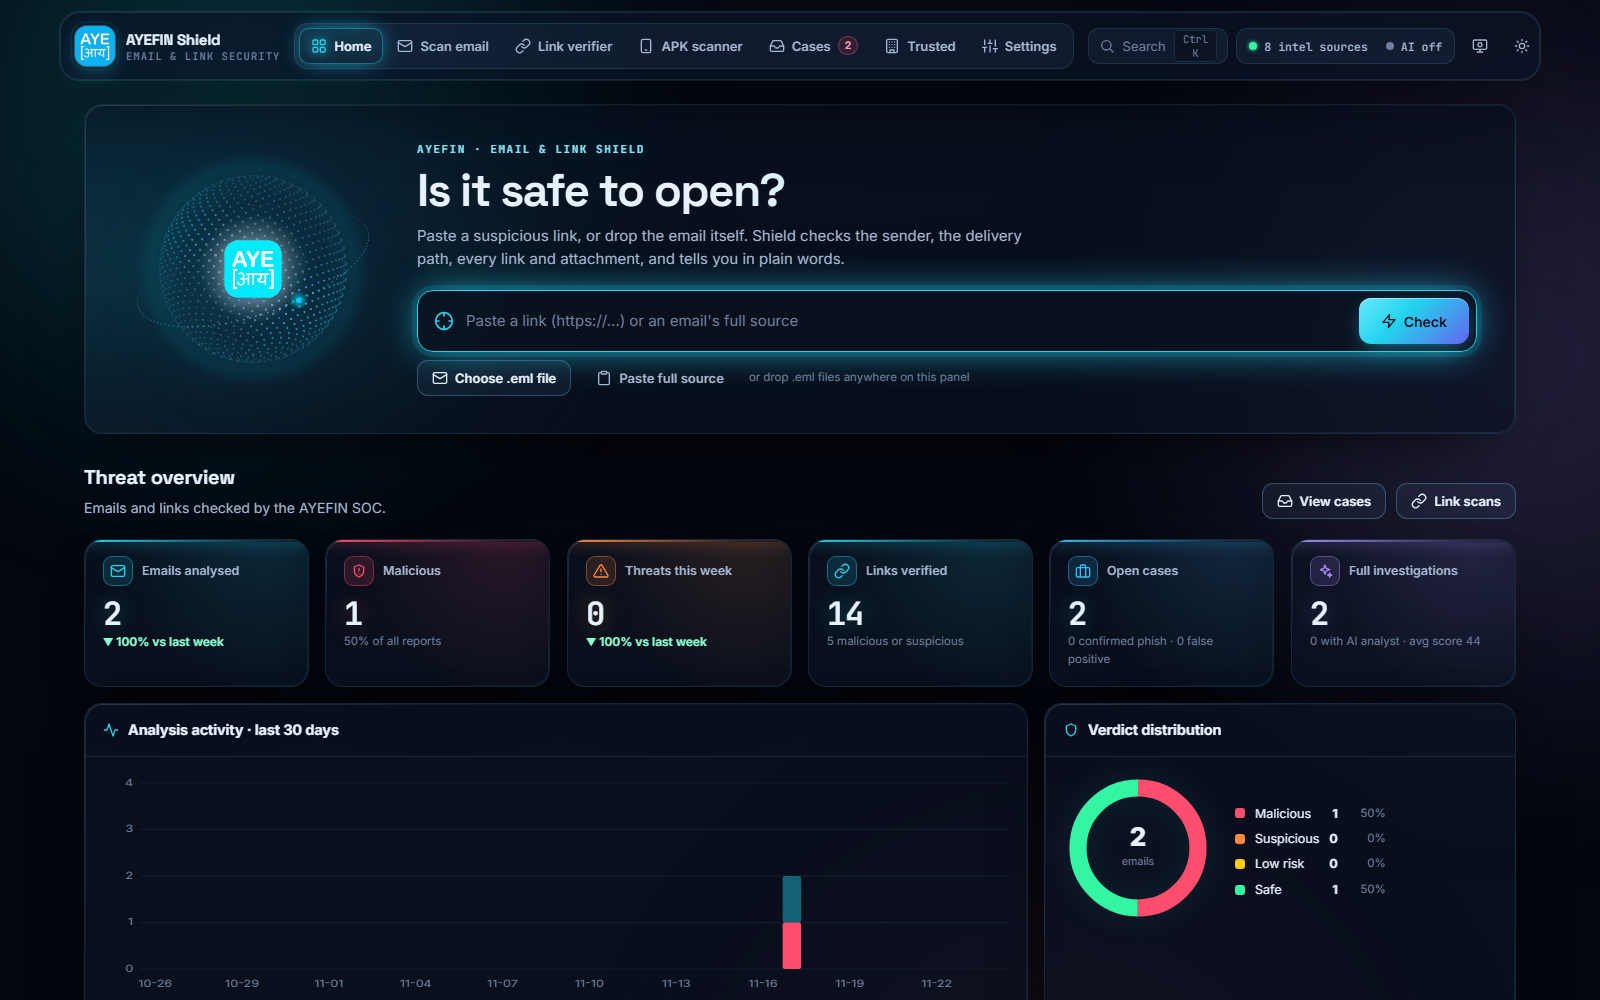 AYE
[आय]
AYEFIN Shield
EMAIL & LINK SECURITY
Home
Scan email
Link verifier
APK scanner
Cases 2
Trusted
Settings
Search
Ctrl
K
8 intel sources
AI off
AYE
[आय]
AYEFIN · EMAIL & LINK SHIELD
Is it safe to open?
Paste a suspicious link, or drop the email itself. Shield checks the sender, the delivery
path, every link and attachment, and tells you in plain words.
Paste a link (https://...) or an email's full source
Check
Choose .eml file
Paste full source
or drop .eml files anywhere on this panel
Threat overview
Emails and links checked by the AYEFIN SOC.
View cases
Link scans
Emails analysed
2
▼ 100% vs last week
Malicious
1
50% of all reports
Threats this week
0
▼ 100% vs last week
Links verified
14
5 malicious or suspicious
Open cases
2
0 confirmed phish · 0 false
positive
Full investigations
2
0 with AI analyst · avg score 44
Analysis activity · last 30 days
4
3
2
1
0
10-26
10-29
11-01
11-04
11-07
11-10
11-13
11-16
11-19
11-22
Verdict distribution
2
emails
Malicious 1 50%
Suspicious 0 0%
Low risk 0 0%
Safe 1 50%